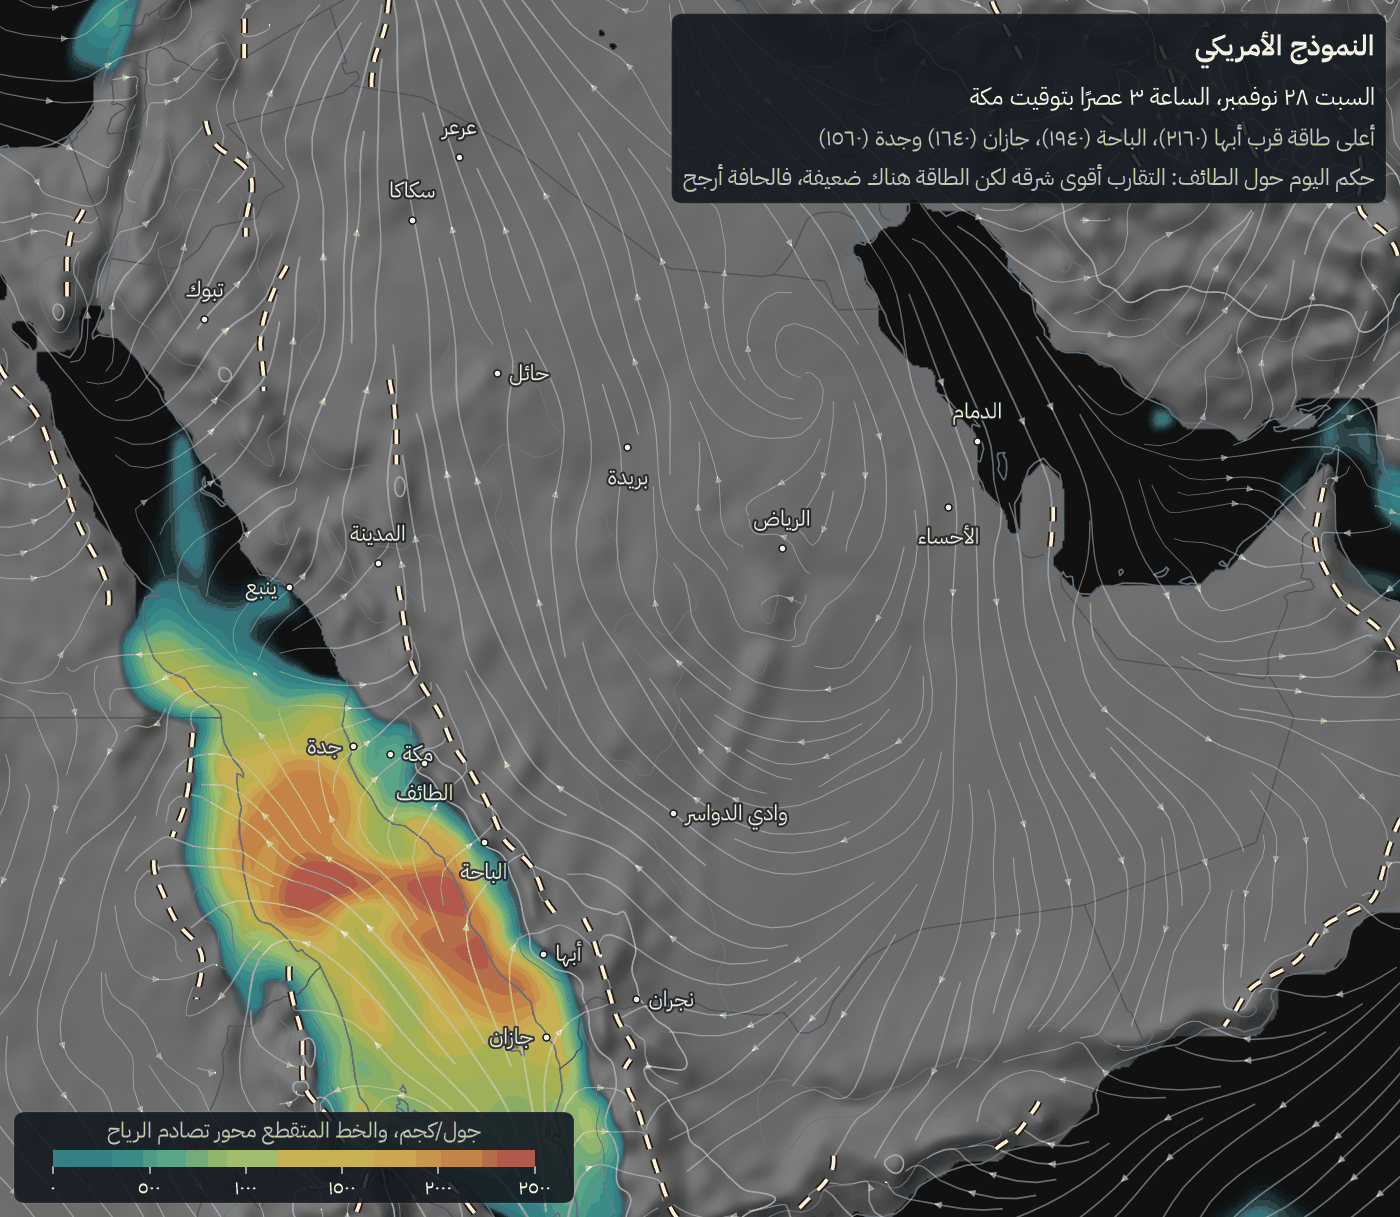 النموذج الأمريكي
السبت ٢٨ نوفمبر، الساعة ٣ عصرًا بتوقيت مكة
أعلى طاقة قرب أبها (٢١٦٠)، الباحة (١٩٤٠)، جازان (١٦٤٠) وجدة (١٥٦٠)
حكم اليوم حول الطائف: التقارب أقوى شرقه لكن الطاقة هناك ضعيفة، فالحافة أرجح
عرعر
سكاكا
تبوك
حائل
الدمام
بريدة
الرياض
الأحساء
المدينة
ينبع
جدة
مكة
الطائف
وادي الدواسر
الباحة
أبها
نجران
جازان
جول/كجم، والخط المتقطع محور تصادم الرياح
٠ ٥٠٠ ١٠٠٠ ١٥٠٠ ٢٠٠٠ ٢٥٠٠